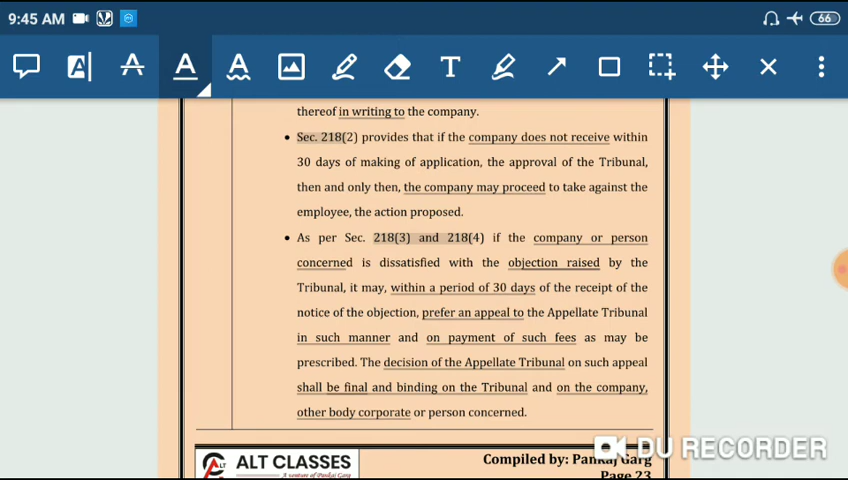 9:45 AM
66
A
A
A
A
T
thereof in writing to the company.
• Sec. 218(2) provides that if the company does not receive within
30 days of making of application, the approval of the Tribunal,
then and only then, the company may proceed to take against the
employee, the action proposed.
• As per Sec. 218(3) and 218(4) if the company or person
concerned is dissatisfied with the objection raised by the
Tribunal, it may, within a period of 30 days of the receipt of the
notice of the objection, prefer an appeal to the Appellate Tribunal
in such manner and on payment of such fees as may be
prescribed. The decision of the Appellate Tribunal on such appeal
shall be final and binding on the Tribunal and on the company,
other body corporate or person concerned.
DU RECORDER
ALT
ALT CLASSES
A venture of Pankaj Garg
Compiled by: Pankaj Garg
Page 23